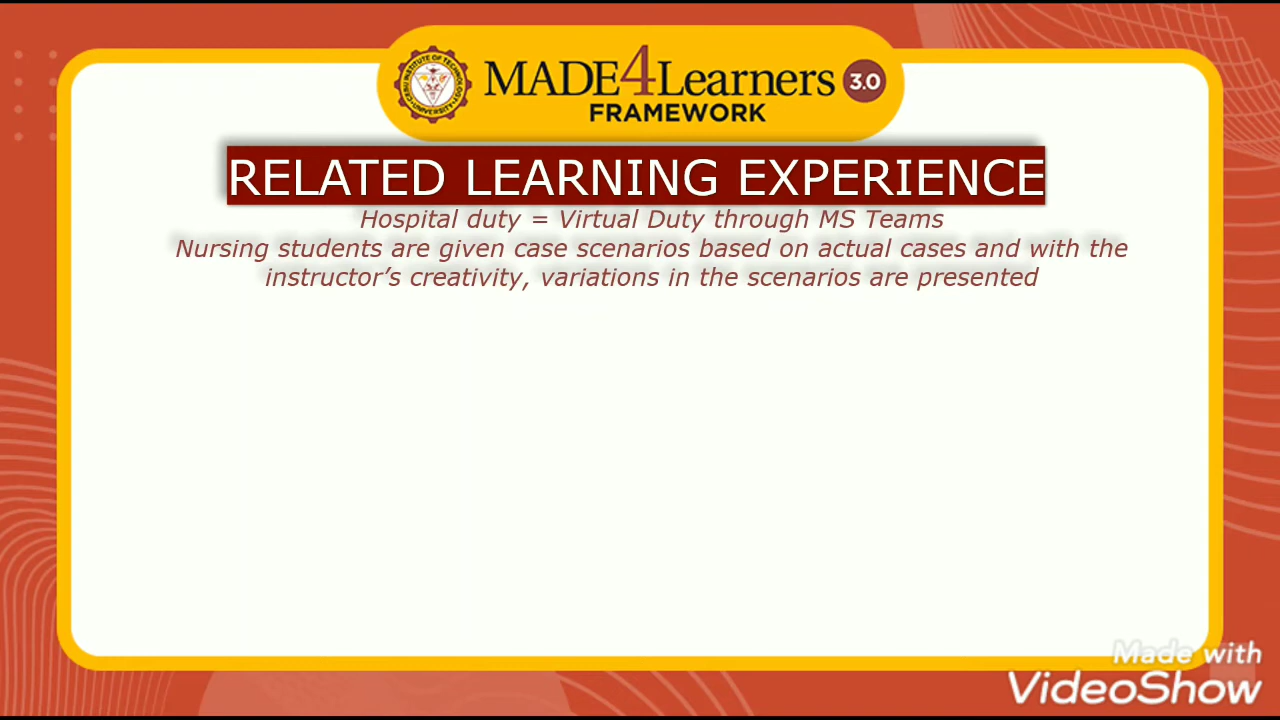 MADE4Learners 3.0
FRAMEWORK
RELATED LEARNING EXPERIENCE
Hospital duty = Virtual Duty through MS Teams
Nursing students are given case scenarios based on actual cases and with the
instructor’s creativity, variations in the scenarios are presented
Made with
VideoShow